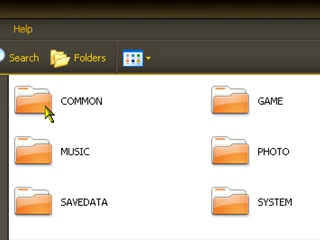 Help
Search Folders
COMMON GAME
MUSIC PHOTO
SAVEDATA SYSTEM